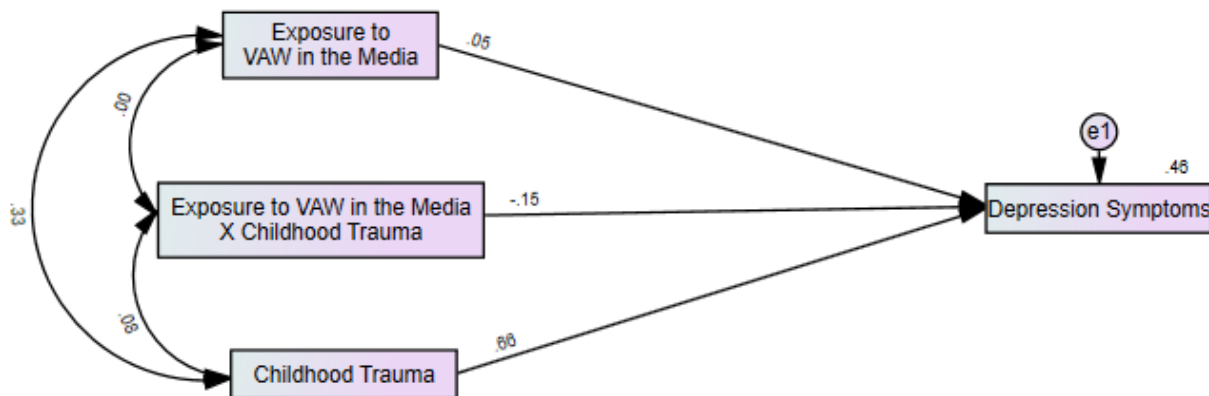 Exposure to
VAW in the Media
.05
.00
e1
.46
Exposure to VAW in the Media
X Childhood Trauma
-.15
Depression Symptoms
.33
.08
.66
Childhood Trauma